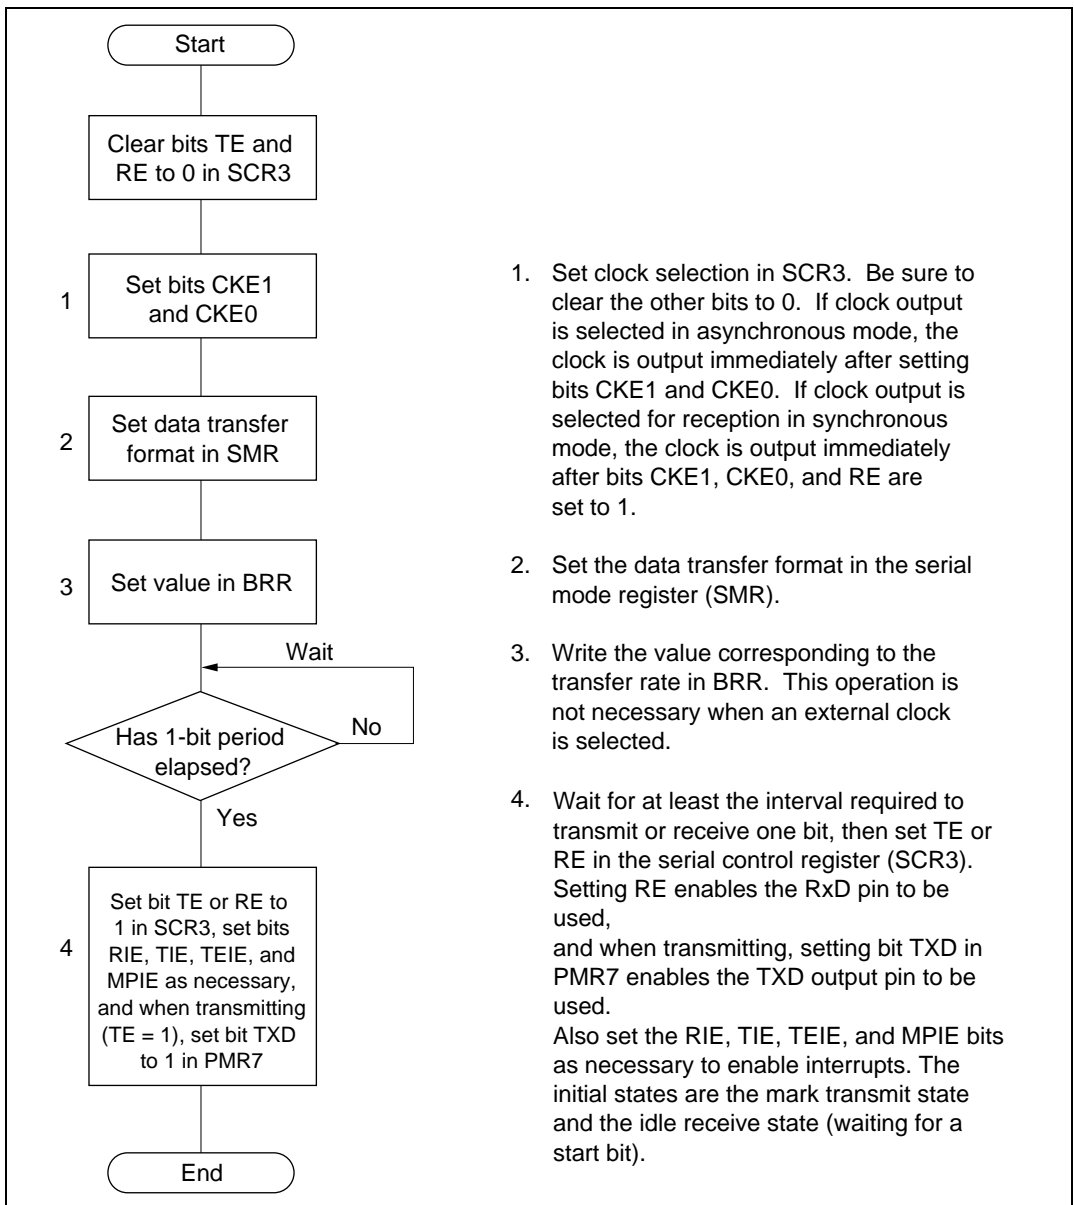 Start
Clear bits TE and
RE to 0 in SCR3
1
Set bits CKE1
and CKE0
2
Set data transfer
format in SMR
3
Set value in BRR
Wait
Has 1-bit period
elapsed?
No
Yes
4
Set bit TE or RE to
1 in SCR3, set bits
RIE, TIE, TEIE, and
MPIE as necessary,
and when transmitting
(TE = 1), set bit TXD
to 1 in PMR7
End
1. Set clock selection in SCR3. Be sure to
clear the other bits to 0. If clock output
is selected in asynchronous mode, the
clock is output immediately after setting
bits CKE1 and CKE0. If clock output is
selected for reception in synchronous
mode, the clock is output immediately
after bits CKE1, CKE0, and RE are
set to 1.
2. Set the data transfer format in the serial
mode register (SMR).
3. Write the value corresponding to the
transfer rate in BRR. This operation is
not necessary when an external clock
is selected.
4. Wait for at least the interval required to
transmit or receive one bit, then set TE or
RE in the serial control register (SCR3).
Setting RE enables the RxD pin to be
used,
and when transmitting, setting bit TXD in
PMR7 enables the TXD output pin to be
used.
Also set the RIE, TIE, TEIE, and MPIE bits
as necessary to enable interrupts. The
initial states are the mark transmit state
and the idle receive state (waiting for a
start bit).